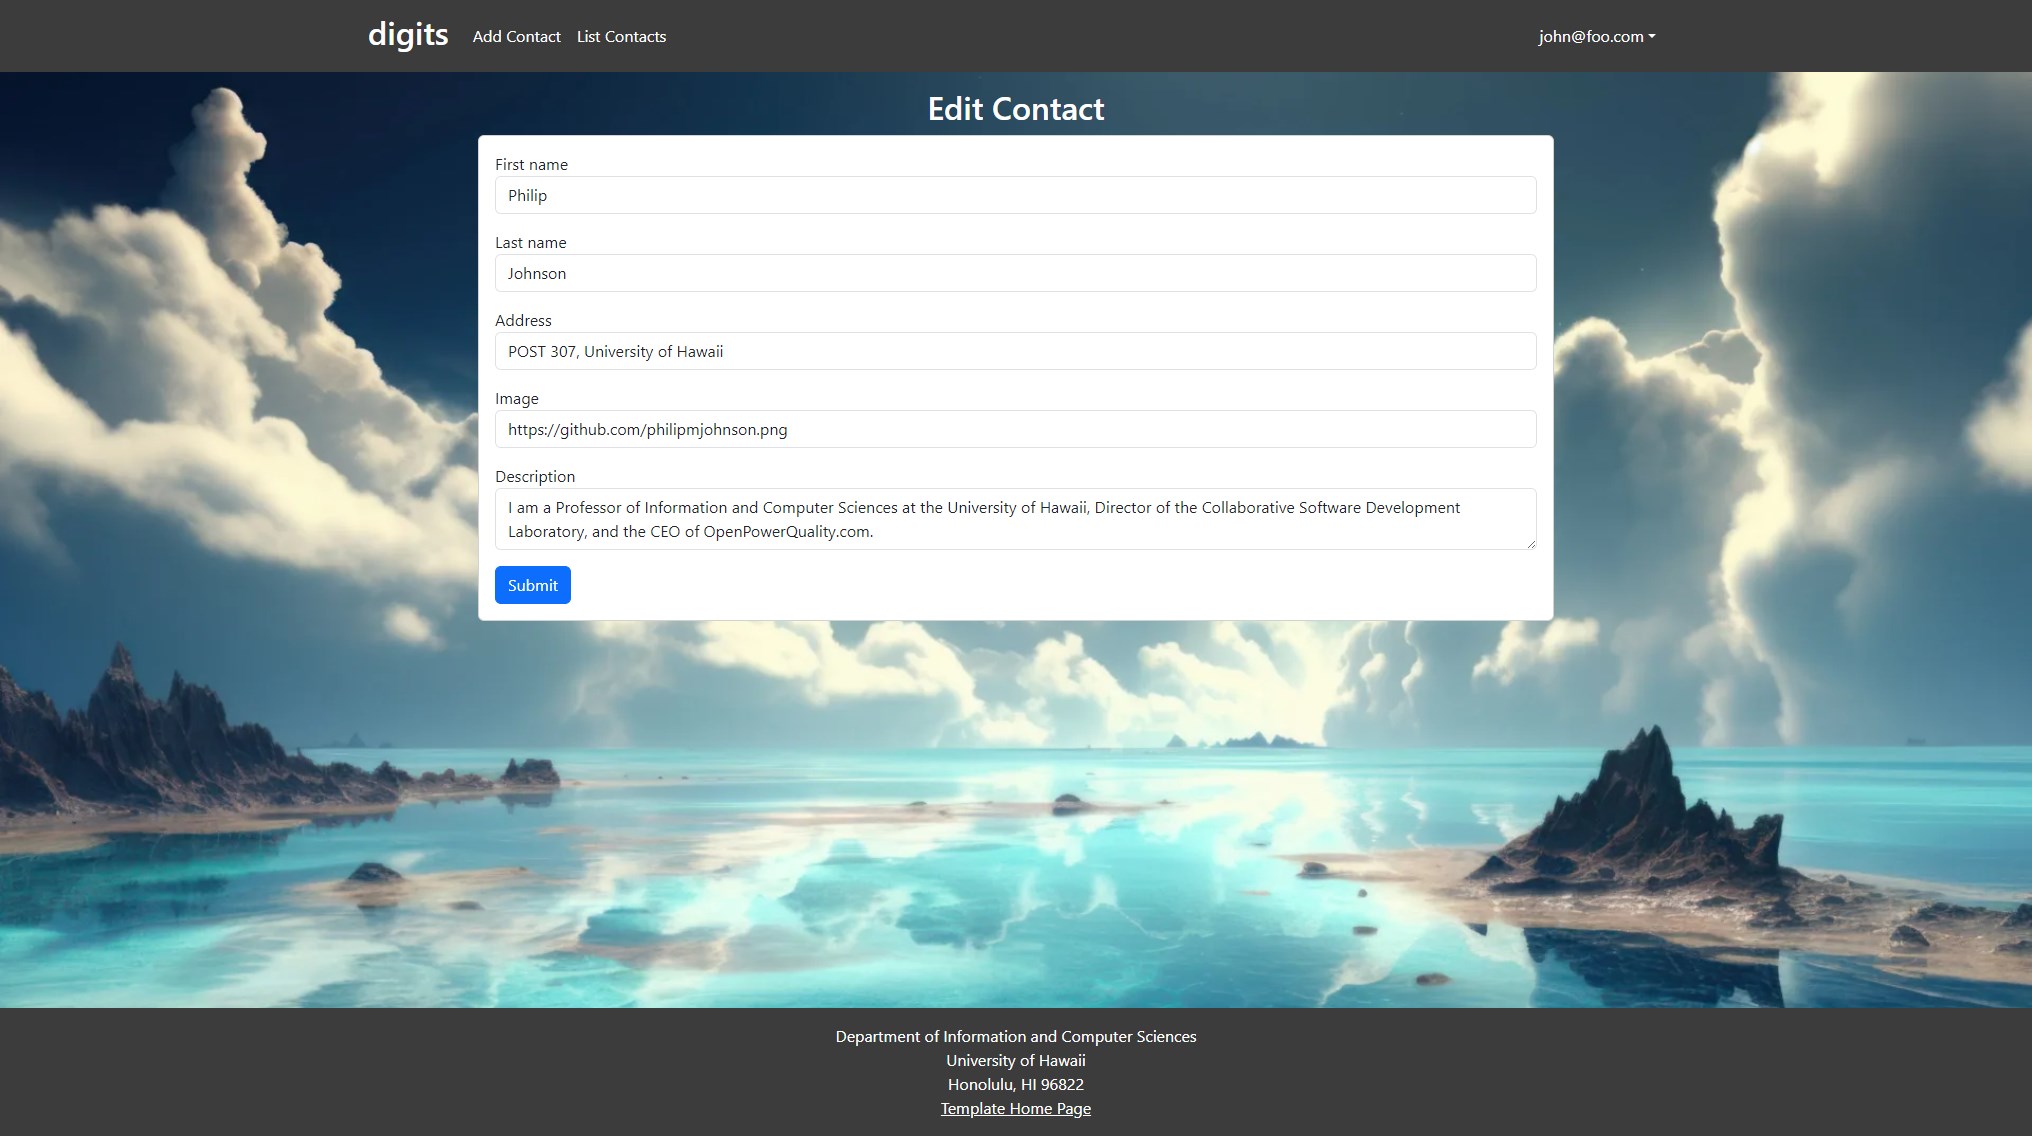 digits
Add Contact
List Contacts
john@foo.com
Edit Contact
First name
Philip
Last name
Johnson
Address
POST 307, University of Hawaii
Image
https://github.com/philipmjohnson.png
Description
I am a Professor of Information and Computer Sciences at the University of Hawaii, Director of the Collaborative Software Development
Laboratory, and the CEO of OpenPowerQuality.com.
Submit
Department of Information and Computer Sciences
University of Hawaii
Honolulu, HI 96822
Template Home Page